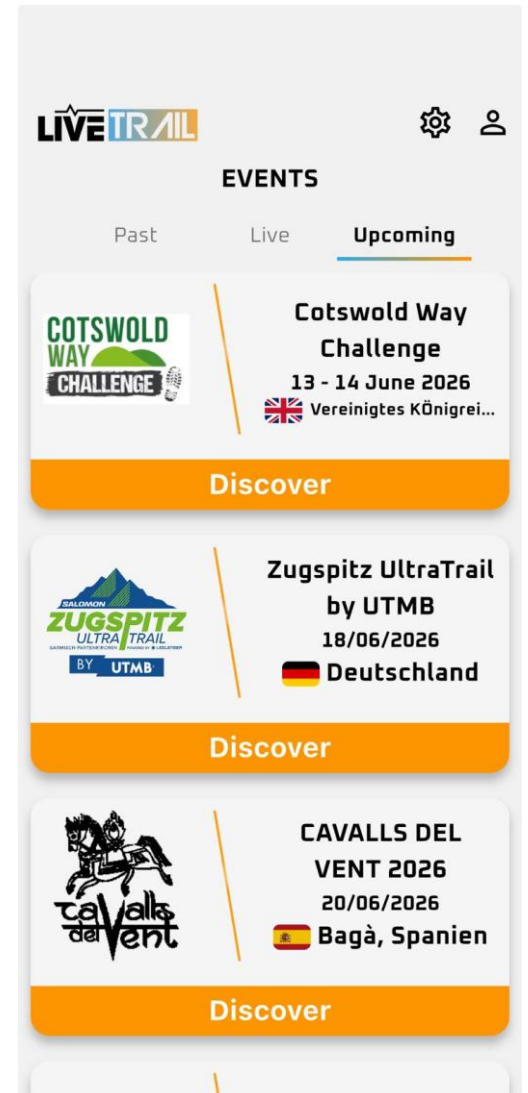 LIVE TRAIL
EVENTS
Past Live Upcoming
COTSWOLD
WAY
CHALLENGE
Cotswold Way
Challenge
13 - 14 June 2026
Vereinigtes KÖnigrei...
Discover
SALOMON
ZUGSPITZ
ULTRA TRAIL
BY UTMB
Zugspitz UltraTrail
by UTMB
18/06/2026
Deutschland
Discover
cavalls
del Vent
CAVALLS DEL
VENT 2026
20/06/2026
Bagà, Spanien
Discover